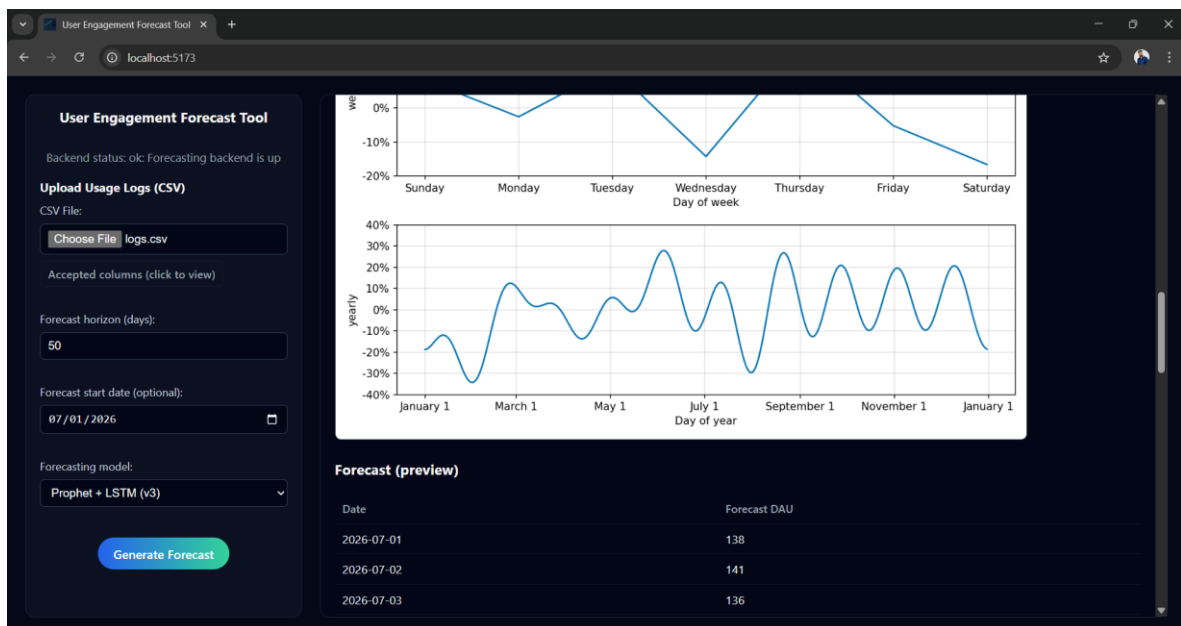 User Engagement Forecast Tool
localhost:5173
User Engagement Forecast Tool
Backend status: ok: Forecasting backend is up
Upload Usage Logs (CSV)
CSV File:
Choose File logs.csv
Accepted columns (click to view)
Forecast horizon (days):
50
Forecast start date (optional):
07/01/2026
Forecasting model:
Prophet + LSTM (v3)
Generate Forecast
we
0%
-10%
-20%
Sunday Monday Tuesday Wednesday Thursday Friday Saturday
Day of week
40%
30%
20%
10%
0%
-10%
-20%
-30%
-40%
yearly
January 1 March 1 May 1 July 1 September 1 November 1 January 1
Day of year
Forecast (preview)
Date Forecast DAU
2026-07-01 138
2026-07-02 141
2026-07-03 136